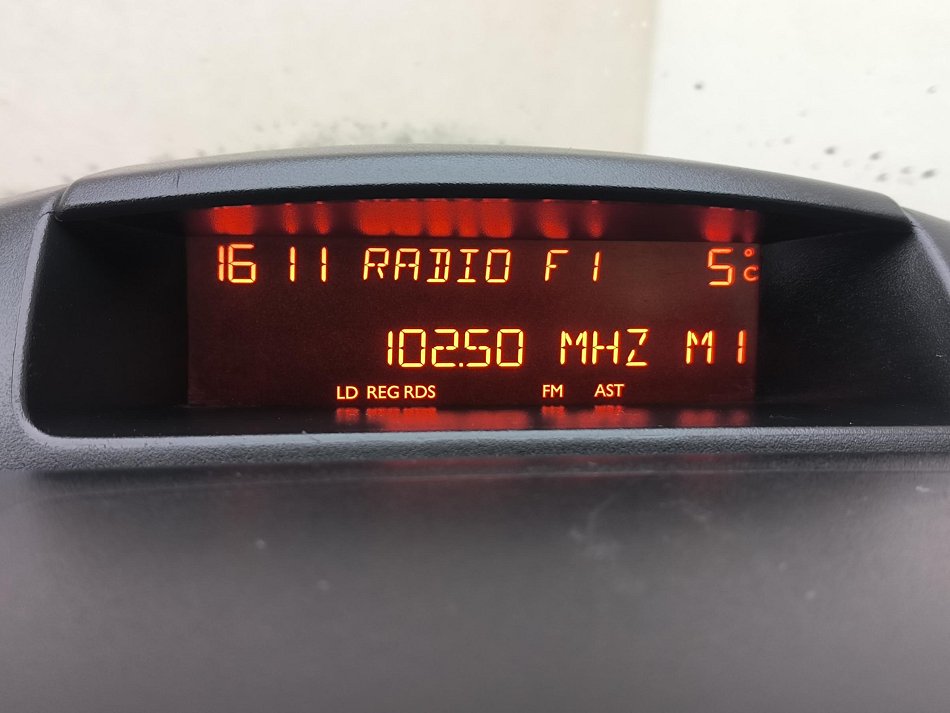 16 11 RADIO F1 5°C
102.50 MHZ M1
LD REG RDS FM AST